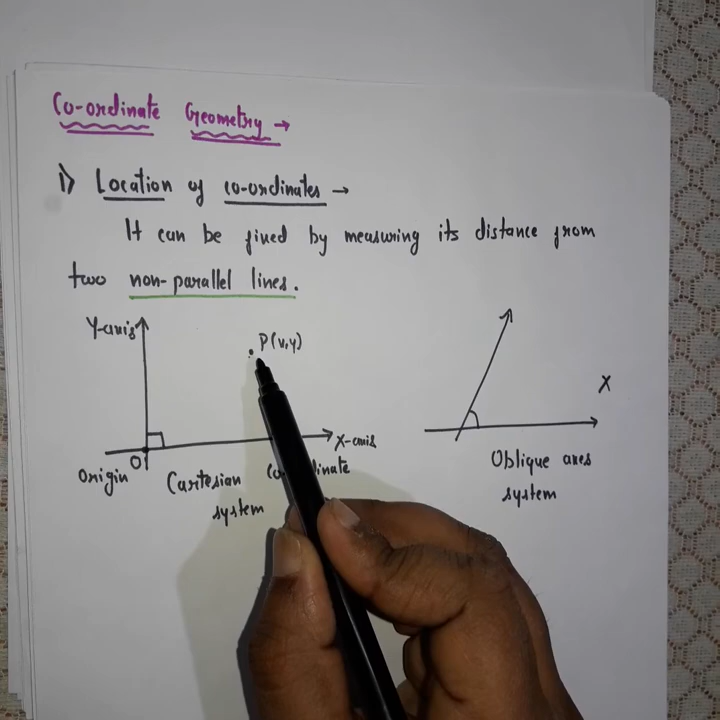 Co-ordinate Geometry →
1) Location of co-ordinates →
It can be fixed by measuring its distance from
two non-parallel lines.
Y-axis
P(x,y)
X
X-axis
O
Origin
Cartesian
system
Oblique axes
system